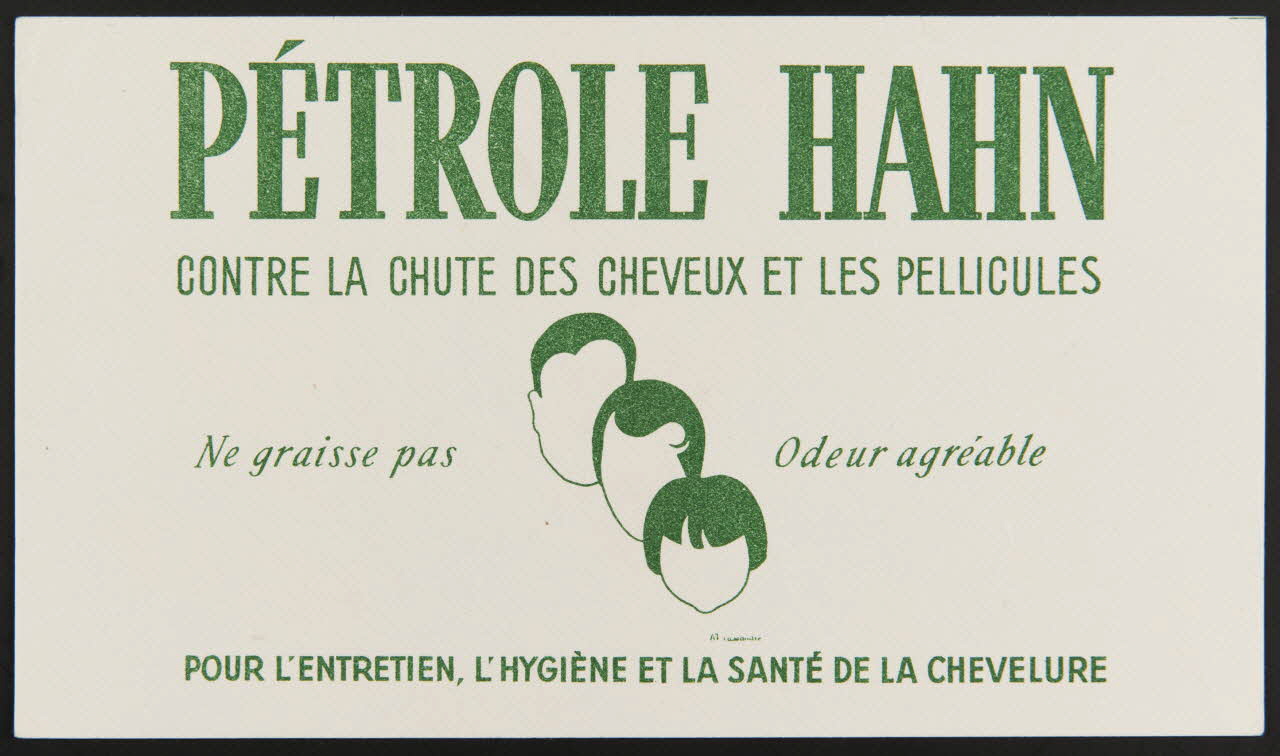 PÉTROLE HAHN
CONTRE LA CHUTE DES CHEVEUX ET LES PELLICULES
Ne graisse pas
Odeur agréable
POUR L'ENTRETIEN, L'HYGIÈNE ET LA SANTÉ DE LA CHEVELURE